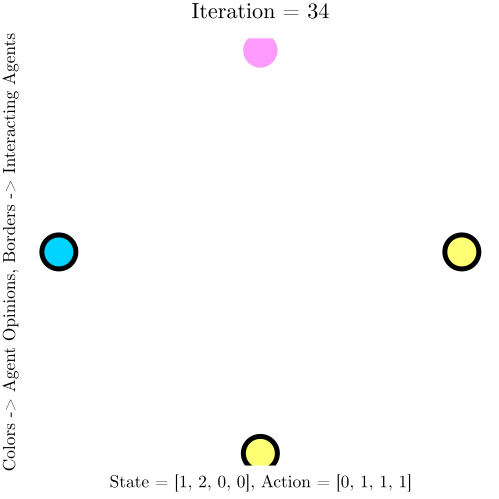 Iteration = 34
Colors -> Agent Opinions, Borders -> Interacting Agents
State = [1, 2, 0, 0], Action = [0, 1, 1, 1]